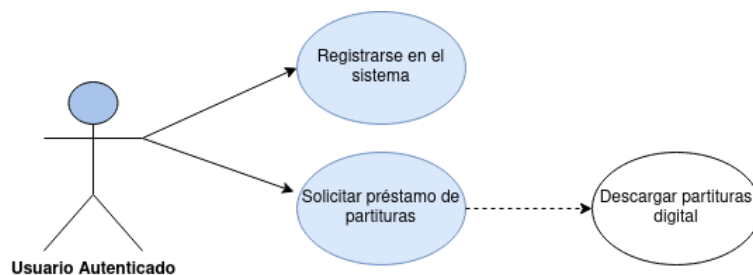 Registrarse en el
sistema
Solicitar préstamo de
partituras
Descargar partituras
digital
Usuario Autenticado